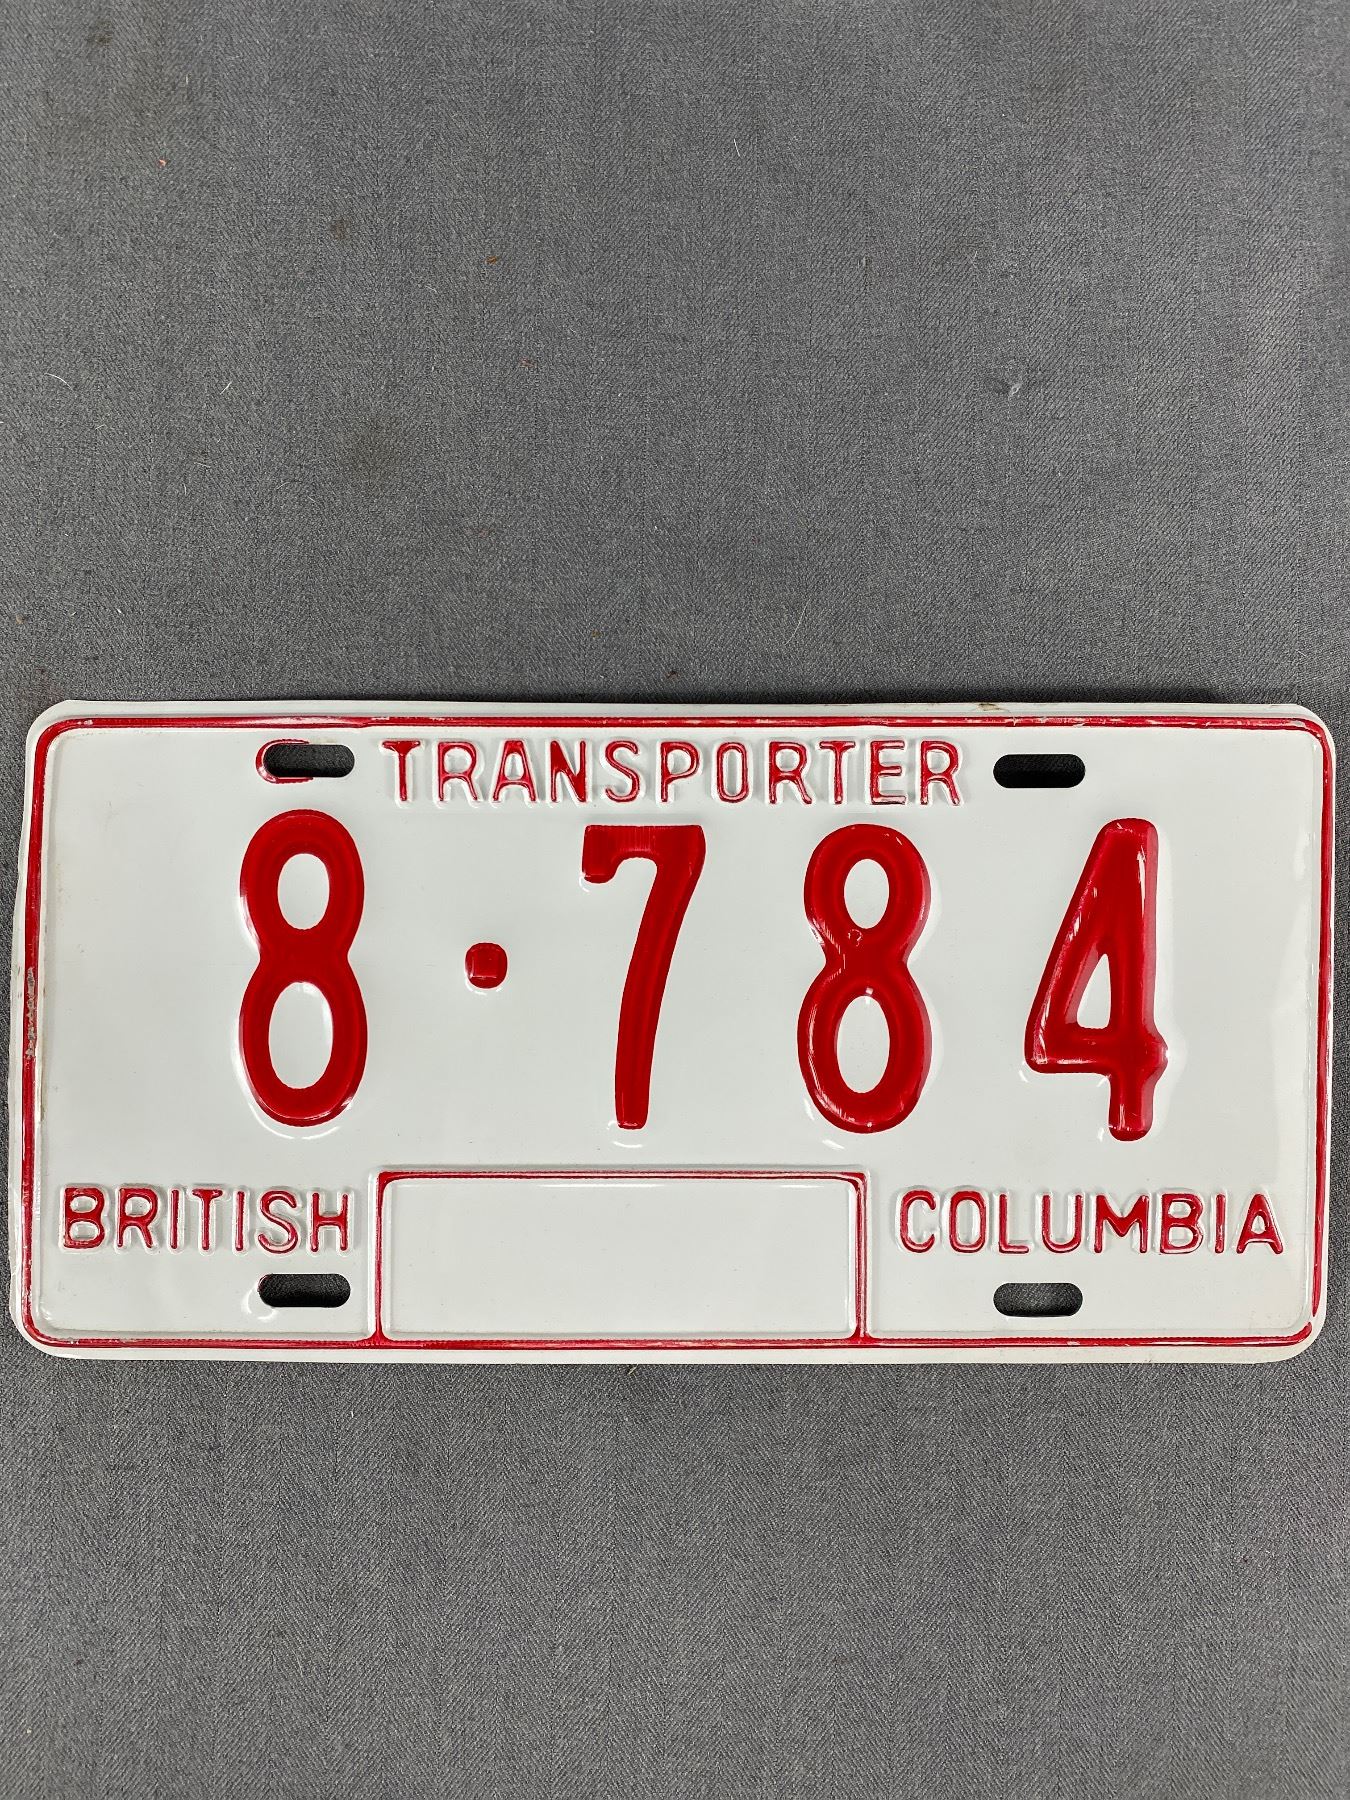 TRANSPORTER
8·784
BRITISH COLUMBIA